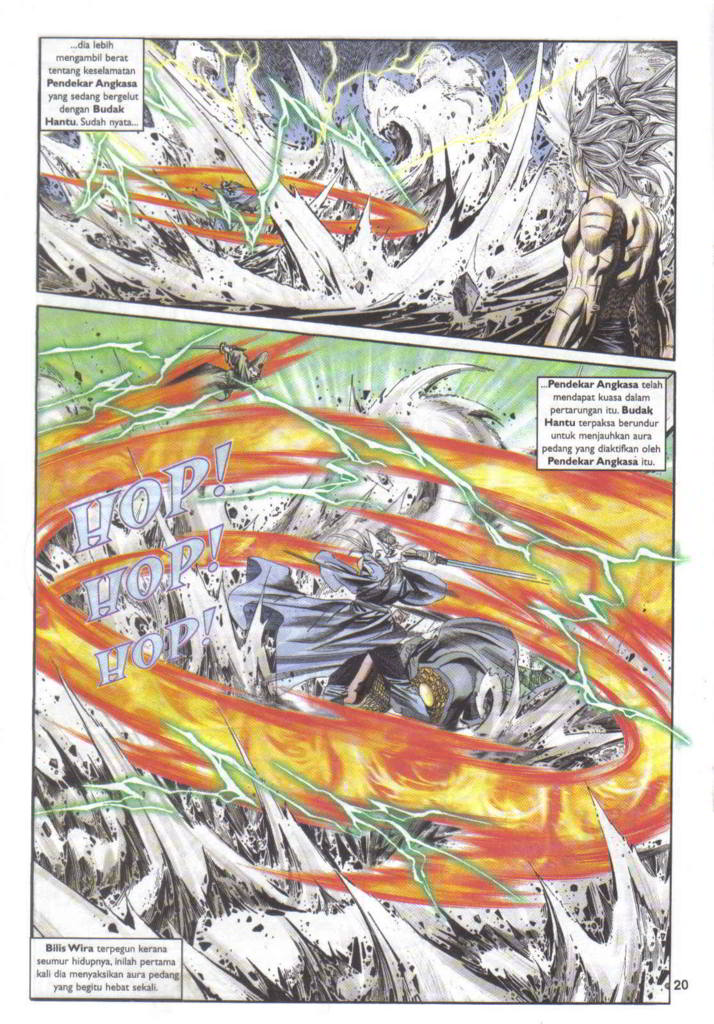 ...dia lebih
mengambil berat
tentang keselamatan
Pendekar Angkasa
yang sedang bergelut
dengan Budak
Hantu. Sudah nyata...
...Pendekar Angkasa telah
mendapat kuasa dalam
pertarungan itu. Budak
Hantu terpaksa berundur
untuk menjauhkan aura
pedang yang diaktifkan oleh
Pendekar Angkasa itu.
HOP!
HOP!
HOP!
Bilis Wira terpegun kerana
seumur hidupnya, inilah pertama
kali dia menyaksikan aura pedang
yang begitu hebat sekali.
20